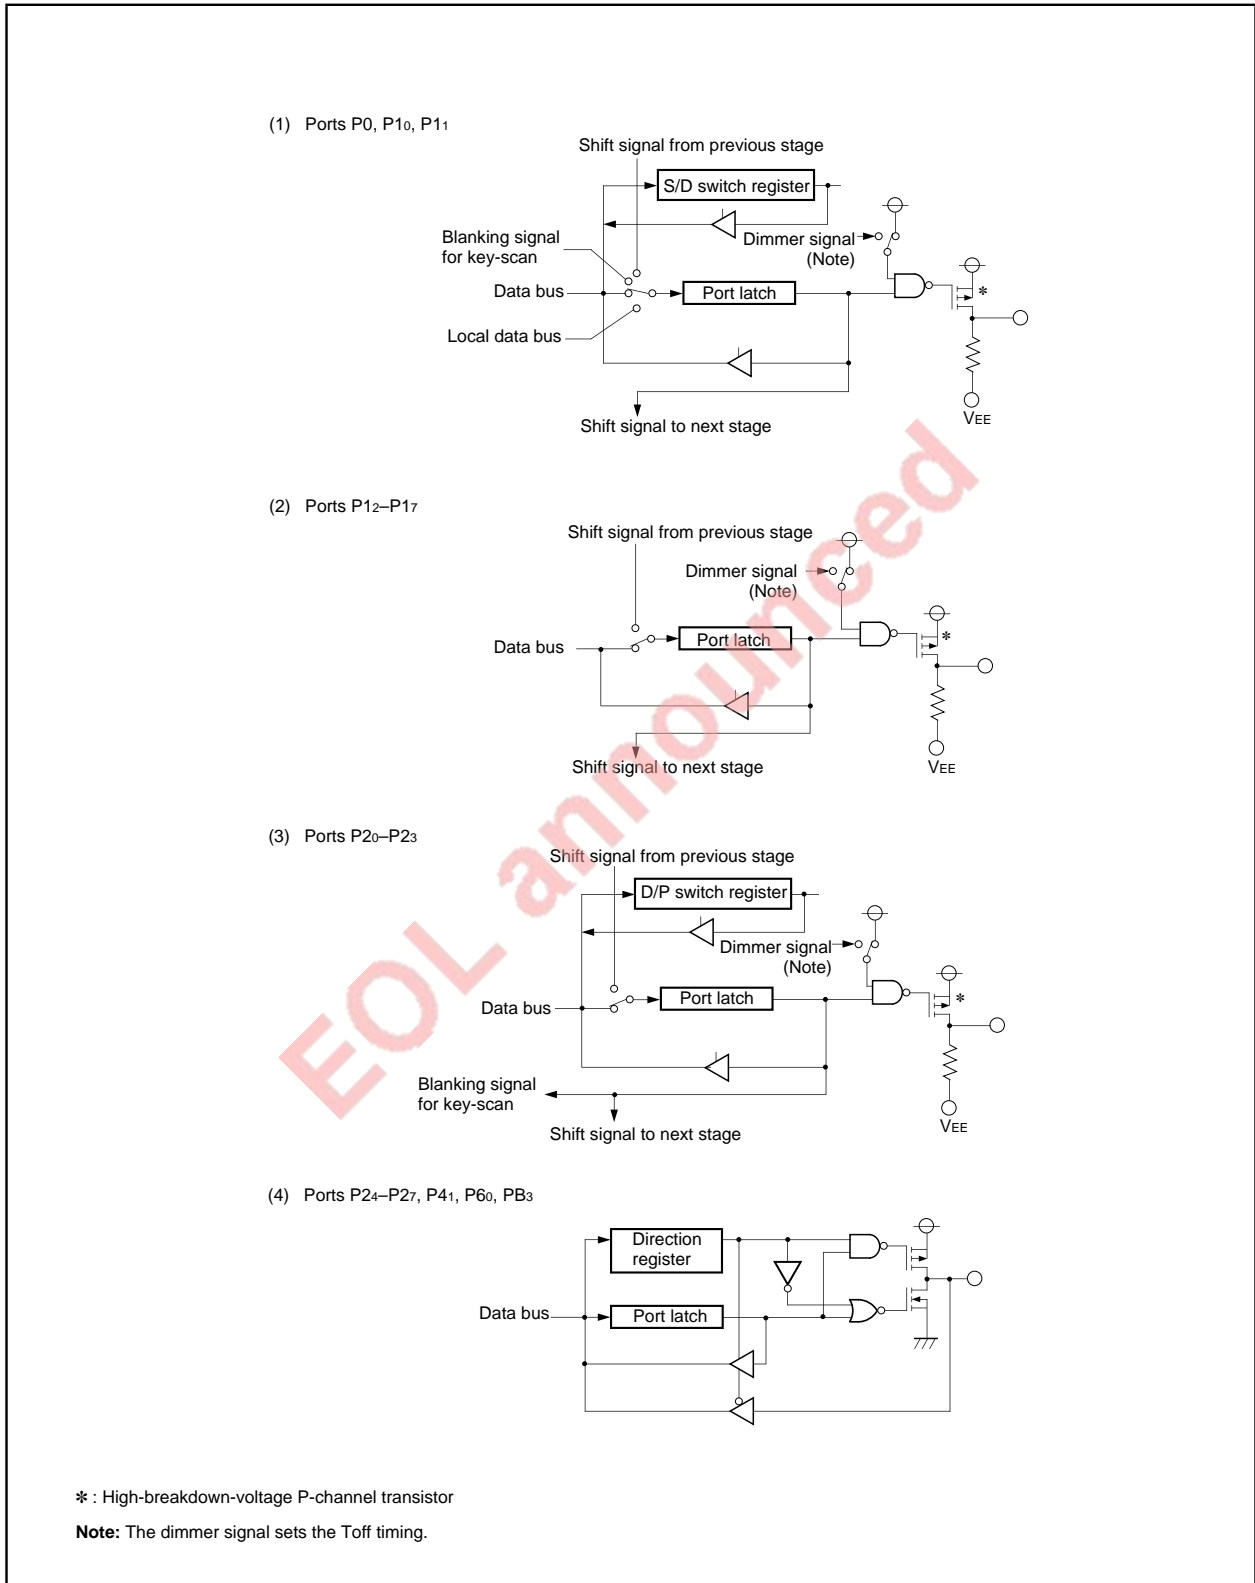 (1) Ports P0, P10, P11
Shift signal from previous stage
S/D switch register
Blanking signal
for key-scan
Dimmer signal
(Note)
Data bus
Port latch
*
Local data bus
VEE
Shift signal to next stage
(2) Ports P12–P17
Shift signal from previous stage
Dimmer signal
(Note)
Data bus
Port latch
*
VEE
Shift signal to next stage
(3) Ports P20–P23
Shift signal from previous stage
D/P switch register
Dimmer signal
(Note)
Data bus
Port latch
*
Blanking signal
for key-scan
VEE
Shift signal to next stage
(4) Ports P24–P27, P41, P60, PB3
Direction
register
Data bus
Port latch
* : High-breakdown-voltage P-channel transistor
Note: The dimmer signal sets the Toff timing.
EOL announced